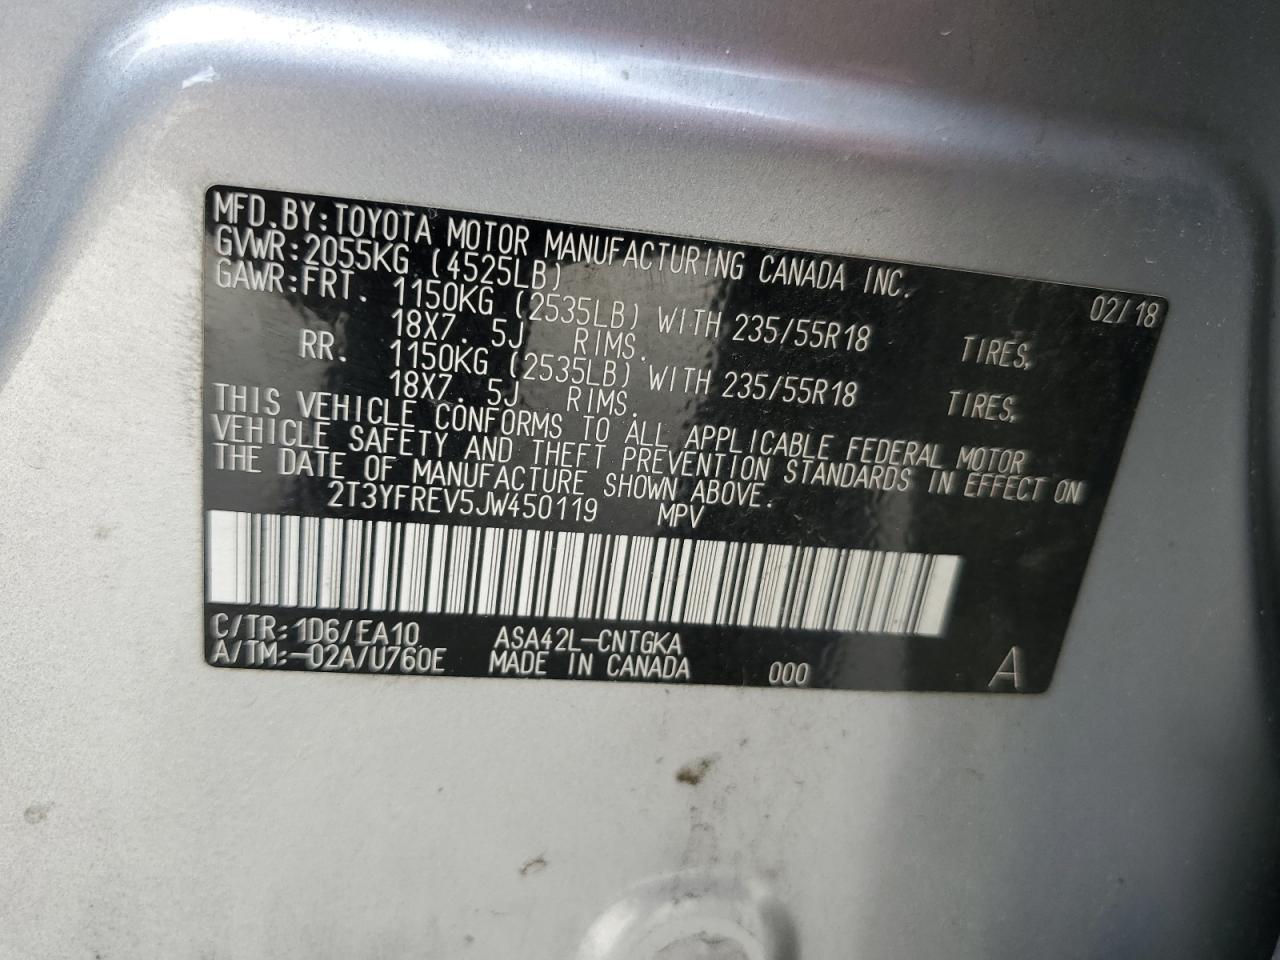 MFD.BY:TOYOTA MOTOR MANUFACTURING CANADA INC. 02/18
GVWR:2055KG (4525LB)
GAWR:FRT. 1150KG (2535LB) WITH 235/55R18 TIRES,
18X7.5J RIMS.
RR. 1150KG (2535LB) WITH 235/55R18 TIRES,
18X7.5J RIMS.
THIS VEHICLE CONFORMS TO ALL APPLICABLE FEDERAL MOTOR
VEHICLE SAFETY AND THEFT PREVENTION STANDARDS IN EFFECT ON
THE DATE OF MANUFACTURE SHOWN ABOVE.
2T3YFREV5JW450119 MPV
C/TR:1D6/EA10 ASA42L-CNTGKA
A/TM:-02A/U760E MADE IN CANADA 000 A